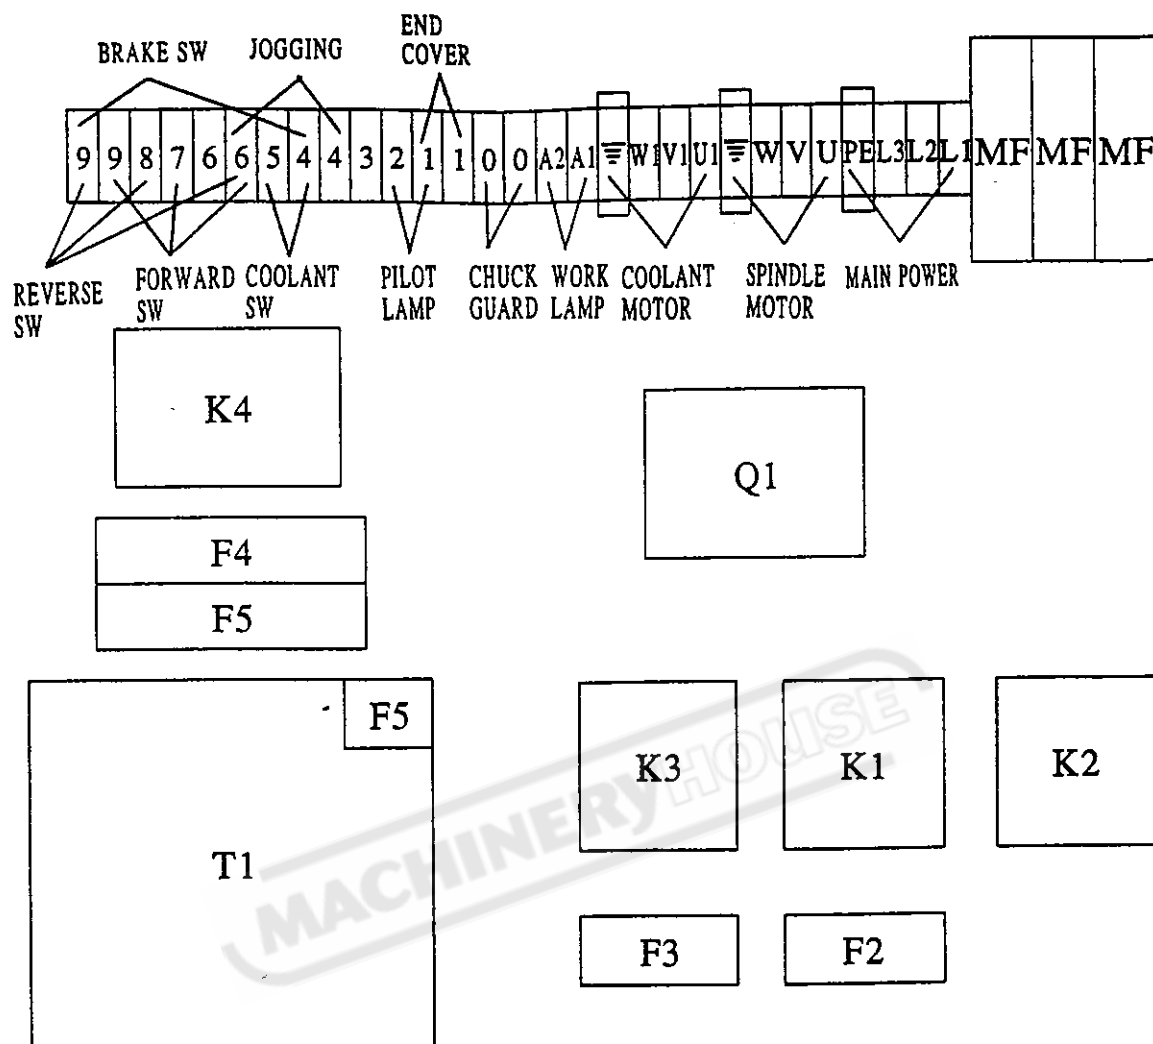 END
COVER
BRAKE SW JOGGING
9 9 8 7 6 6 5 4 4 3 2 1 1 0 0 A2 A1 W1 V1 U1 W V U PE L3 L2 L1 MF MF MF
REVERSE
SW
FORWARD
SW
COOLANT
SW
PILOT
LAMP
CHUCK
GUARD
WORK
LAMP
COOLANT
MOTOR
SPINDLE
MOTOR
MAIN POWER
K4
Q1
F4
F5
F5
K3 K1 K2
T1
F3 F2
MACHINERYHOUSE